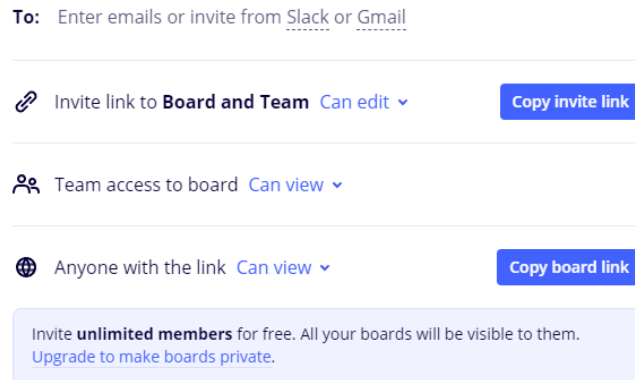 To: Enter emails or invite from Slack or Gmail
Invite link to Board and Team Can edit Copy invite link
Team access to board Can view
Anyone with the link Can view Copy board link
Invite unlimited members for free. All your boards will be visible to them.
Upgrade to make boards private.